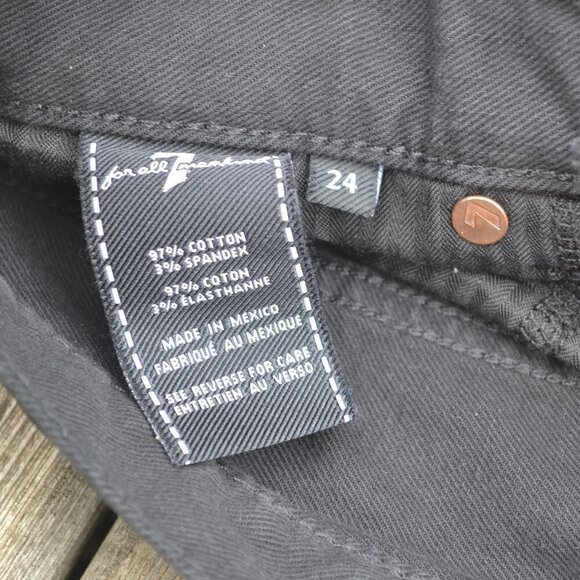 for all 7 mankind
24
7
97% COTTON
3% SPANDEX
97% COTON
3% ÉLASTHANNE
MADE IN MEXICO
FABRIQUÉ AU MEXIQUE
SEE REVERSE FOR CARE
ENTRETIEN AU VERSO